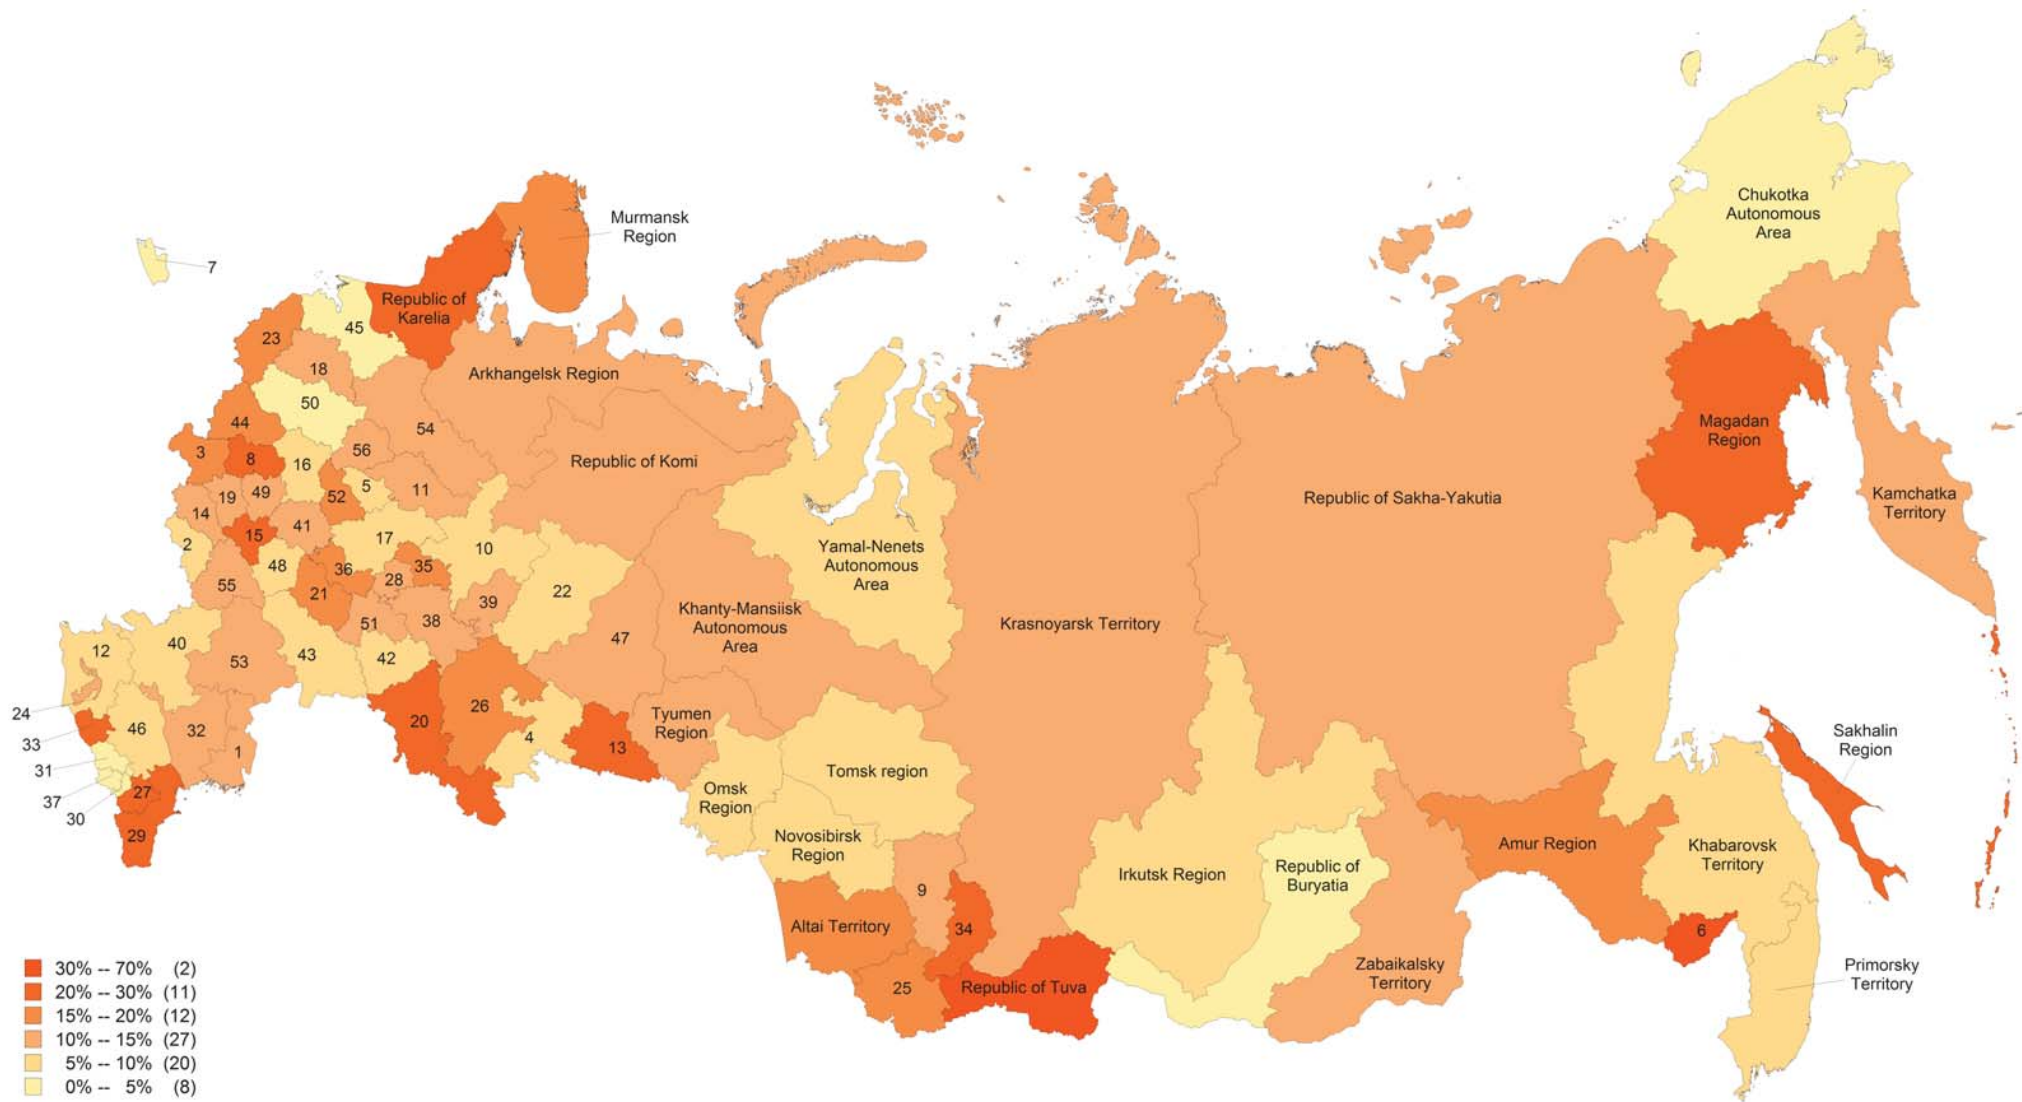 Chukotka
Autonomous
Area
Murmansk
Region
7
Republic of
Karelia
45
23
18
Arkhangelsk Region
50
44
54
Magadan
Region
56
3
8
16
Republic of Komi
5
11
19
49
52
Republic of Sakha-Yakutia
Kamchatka
Territory
14
41
15
17
2
10
Yamal-Nenets
Autonomous
Area
48
36
35
28
55
21
22
39
Khanty-Mansiisk
Autonomous
Area
51
38
Krasnoyarsk Territory
47
40
12
43
42
53
24
26
20
Tyumen
Region
46
32
33
4
13
1
Sakhalin
Region
31
Tomsk region
27
37
Omsk
Region
30
29
Novosibirsk
Region
Amur Region
Khabarovsk
Territory
Irkutsk Region
Republic of
Buryatia
9
Altai Territory
34
6
Zabaikalsky
Territory
Primorsky
Territory
25
Republic of Tuva
30% -- 70% (2)
20% -- 30% (11)
15% -- 20% (12)
10% -- 15% (27)
5% -- 10% (20)
0% -- 5% (8)